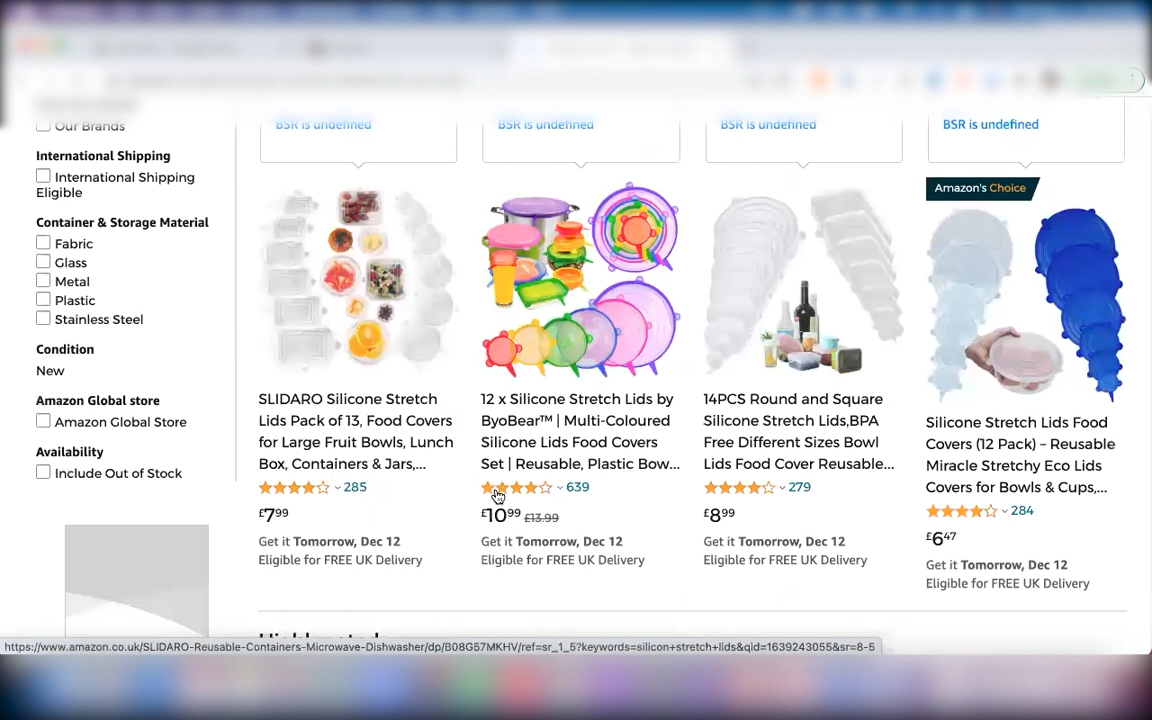 Our Brands
International Shipping
International Shipping
Eligible
Container & Storage Material
Fabric
Glass
Metal
Plastic
Stainless Steel
Condition
New
Amazon Global store
Amazon Global Store
Availability
Include Out of Stock
BSR is undefined
SLIDARO Silicone Stretch
Lids Pack of 13, Food Covers
for Large Fruit Bowls, Lunch
Box, Containers & Jars,...
285
£7⁹⁹
Get it Tomorrow, Dec 12
Eligible for FREE UK Delivery
BSR is undefined
12 x Silicone Stretch Lids by
ByoBear™ | Multi-Coloured
Silicone Lids Food Covers
Set | Reusable, Plastic Bow...
639
£10⁹⁹ £13.99
Get it Tomorrow, Dec 12
Eligible for FREE UK Delivery
BSR is undefined
14PCS Round and Square
Silicone Stretch Lids,BPA
Free Different Sizes Bowl
Lids Food Cover Reusable...
279
£8⁹⁹
Get it Tomorrow, Dec 12
Eligible for FREE UK Delivery
BSR is undefined
Amazon's Choice
Silicone Stretch Lids Food
Covers (12 Pack) – Reusable
Miracle Stretchy Eco Lids
Covers for Bowls & Cups,...
284
£6⁴⁷
Get it Tomorrow, Dec 12
Eligible for FREE UK Delivery
https://www.amazon.co.uk/SLIDARO-Reusable-Containers-Microwave-Dishwasher/dp/B08G57MKHV/ref=sr_1_5?keywords=silicon+stretch+lids&qid=1639243055&sr=8-5